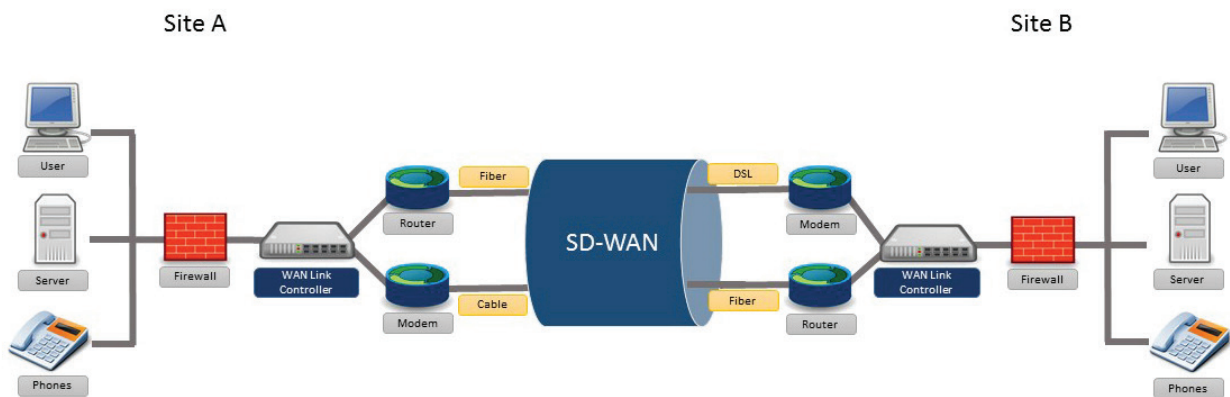 Site A
Site B
User
Server
Phones
Firewall
WAN Link
Controller
Router
Modem
Fiber
Cable
SD-WAN
DSL
Fiber
Modem
Router
WAN Link
Controller
Firewall
User
Server
Phones